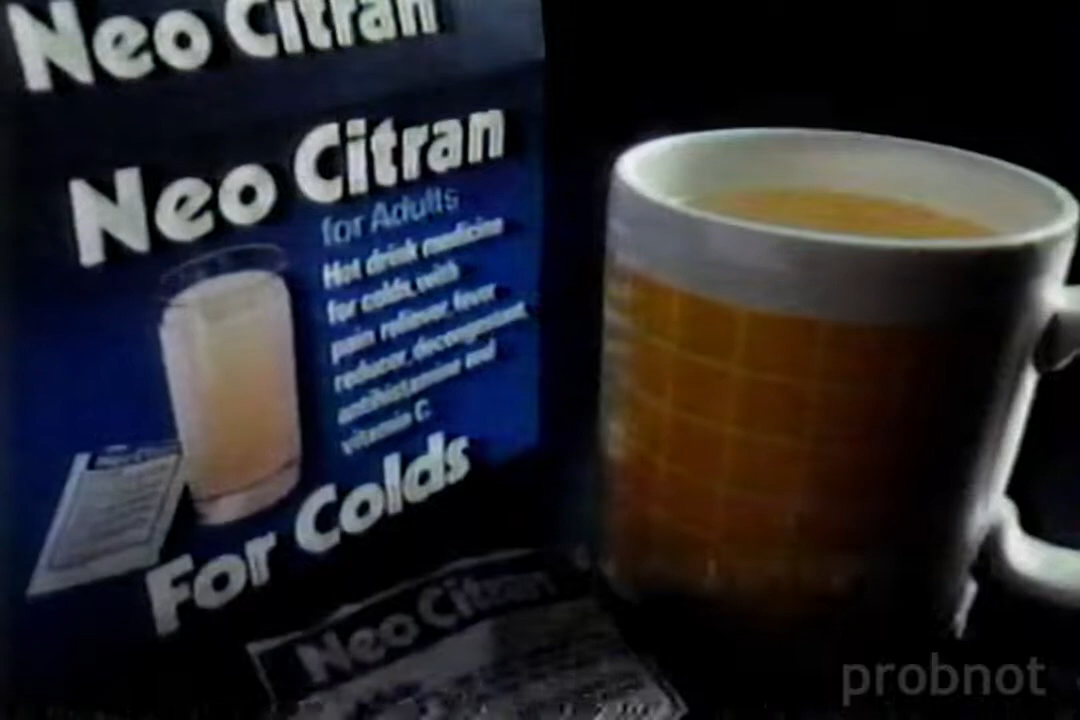 Neo Citran
Neo Citran
for Adults
Hot drink medicine
for colds, with
pain reliever, fever
reducer, decongestant,
antihistamine and
vitamin C.
For Colds
Neo Citran
probnot